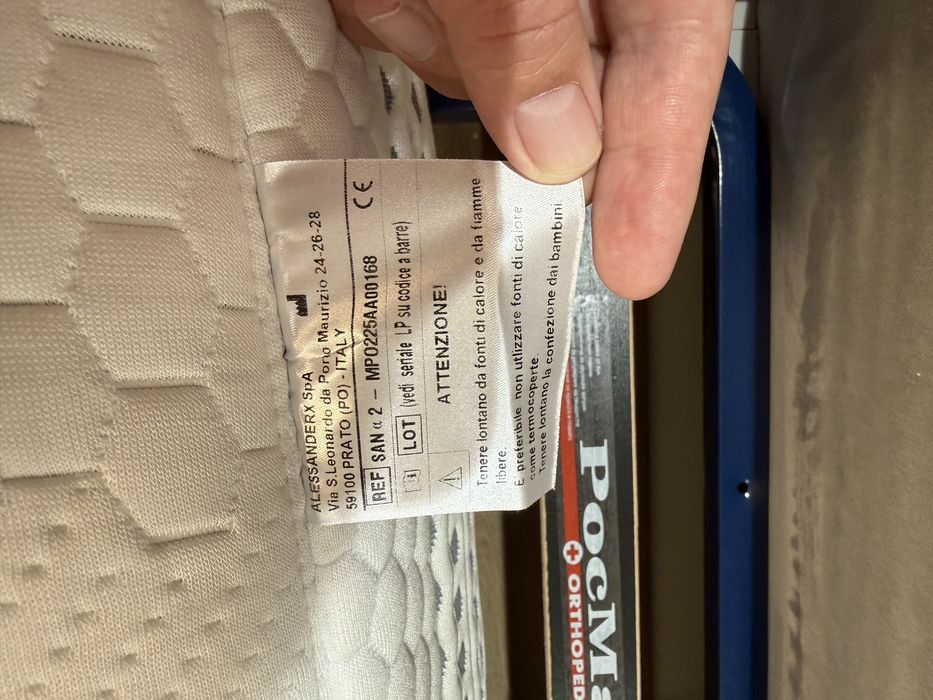 ALESSANDERX SpA
Via S.Leonardo da Porto Maurizio 24-26-28
59100 PRATO (PO) - ITALY
REF SAN α 2 – MP0225AA00168 CE
LOT (vedi seriale LP su codice a barre)
ATTENZIONE!
Tenere lontano da fonti di calore e da fiamme
libere.
E preferibile non utilizzare fonti di calore
come termocoperte.
Tenere lontano la confezione dai bambini
PocMa
ORTHOPED